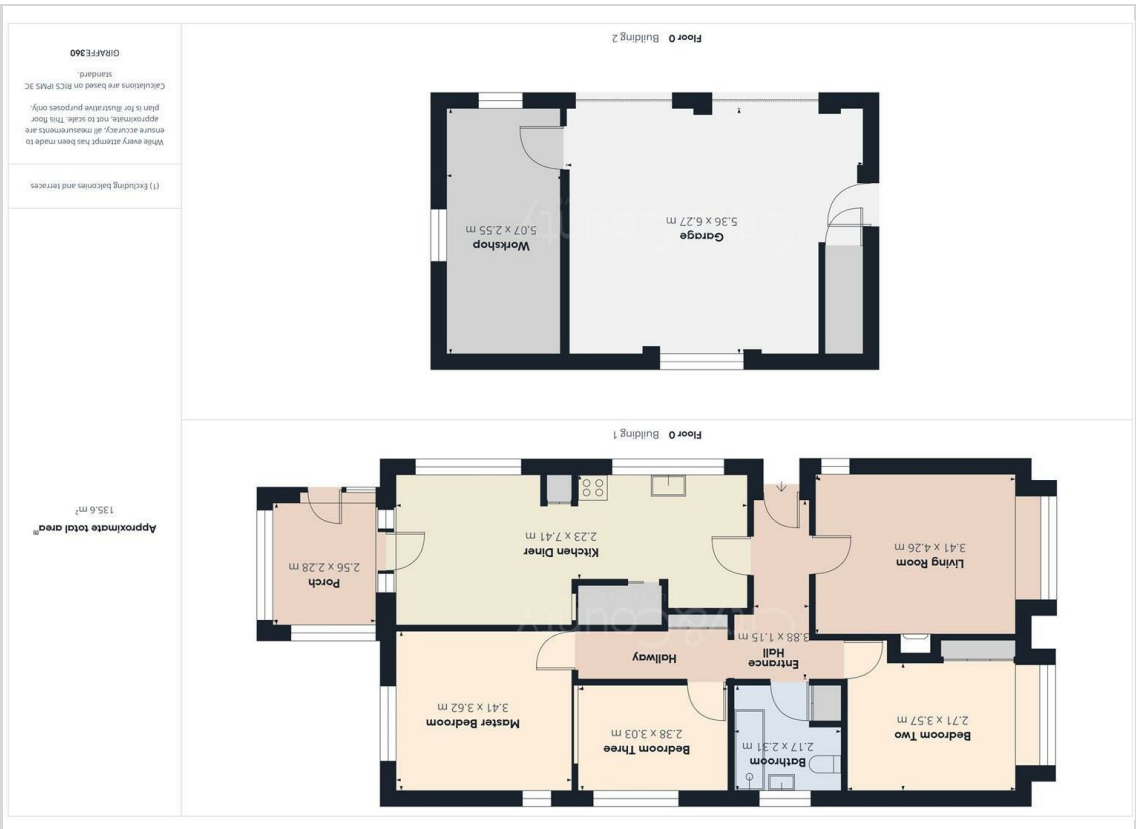 Bedroom Two
2.71 x 3.57 m
Bathroom
2.17 x 2.31 m
Bedroom Three
2.38 x 3.03 m
Master Bedroom
3.41 x 3.62 m
Entrance
Hall
3.88 x 1.15 m
Hallway
City&County
Living Room
3.41 x 4.26 m
Kitchen Diner
2.23 x 7.41 m
Porch
2.56 x 2.28 m
Floor 0 Building 1
Garage
5.36 x 6.27 m
Workshop
5.07 x 2.55 m
City&County
Floor 0 Building 2
Approximate total area⁽¹⁾
135.6 m²
(1) Excluding balconies and terraces
While every attempt has been made to
ensure accuracy, all measurements are
approximate, not to scale. This floor
plan is for illustrative purposes only.
Calculations are based on RICS IPMS 3C
standard.
GIRAFFE360